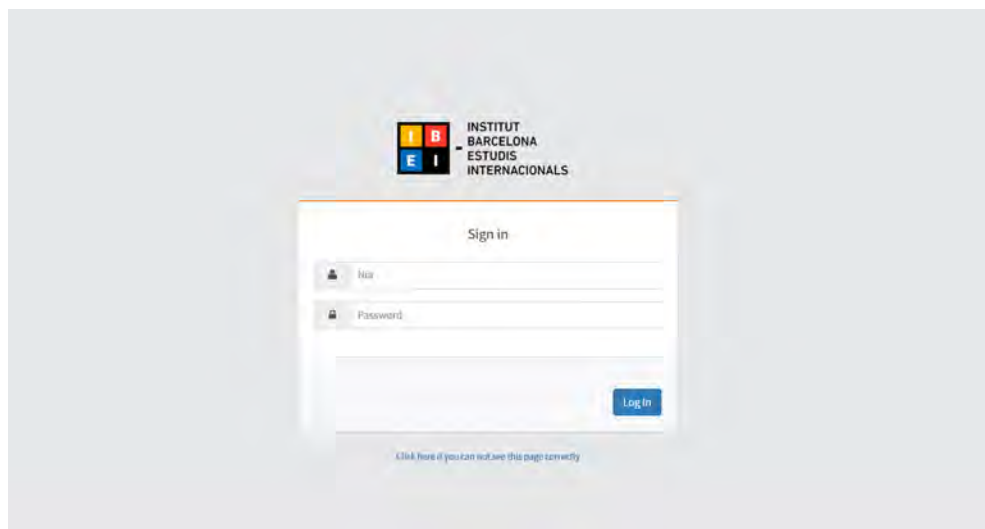 I B
E I
INSTITUT
BARCELONA
ESTUDIS
INTERNACIONALS
Sign in
Nia
Password
Log In
Click here if you can not see this page correctly